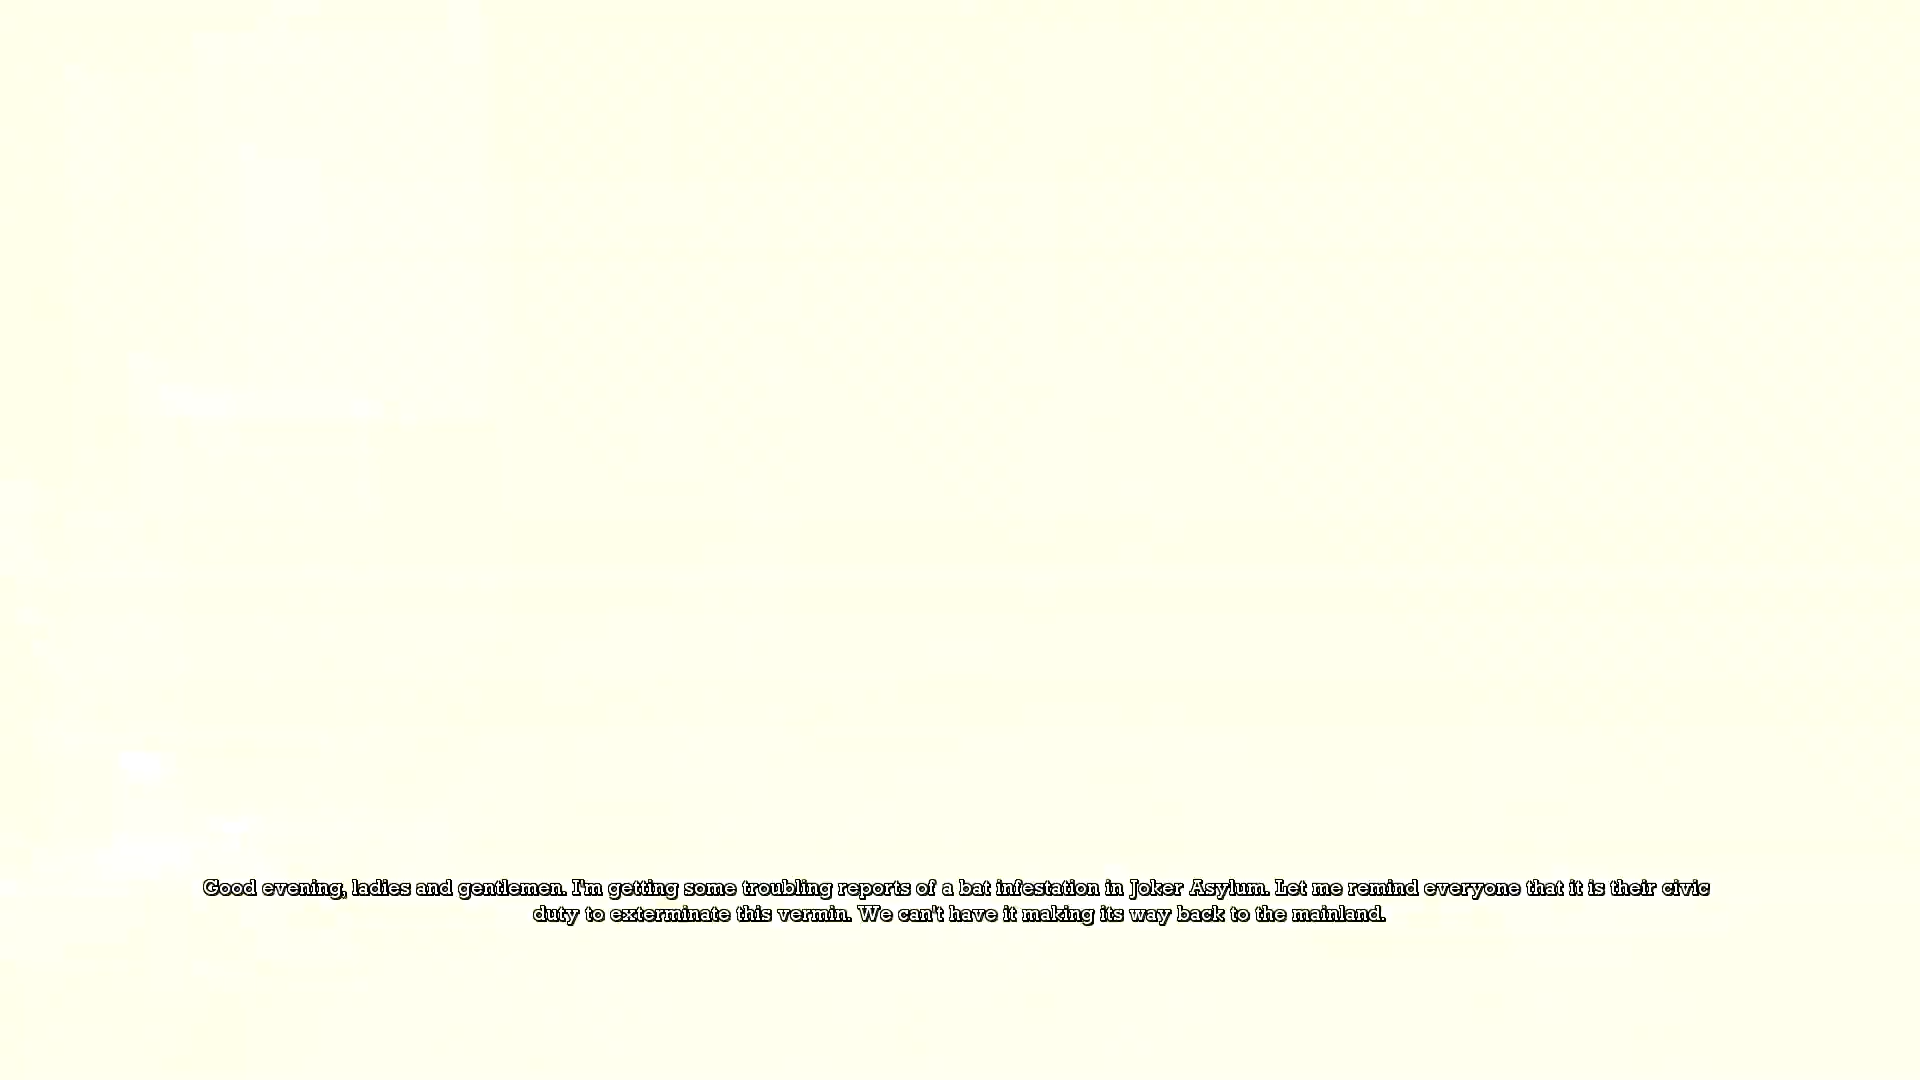 Good evening, ladies and gentlemen. I'm getting some troubling reports of a bat infestation in Joker Asylum. Let me remind everyone that it is their civic
duty to exterminate this vermin. We can't have it making its way back to the mainland.